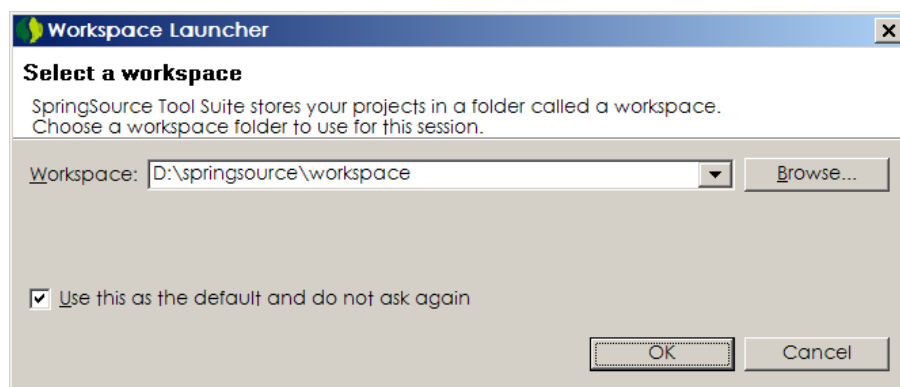 Workspace Launcher
Select a workspace
SpringSource Tool Suite stores your projects in a folder called a workspace.
Choose a workspace folder to use for this session.
Workspace: D:\springsource\workspace Browse...
Use this as the default and do not ask again
OK Cancel